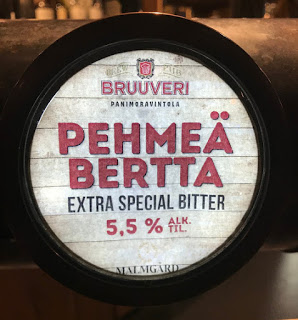 BRUUVERI
PANIMORAVINTOLA
PEHMEÄ
BERTTA
EXTRA SPECIAL BITTER
5,5 % ALK.
TIL.
MALMGÅRD